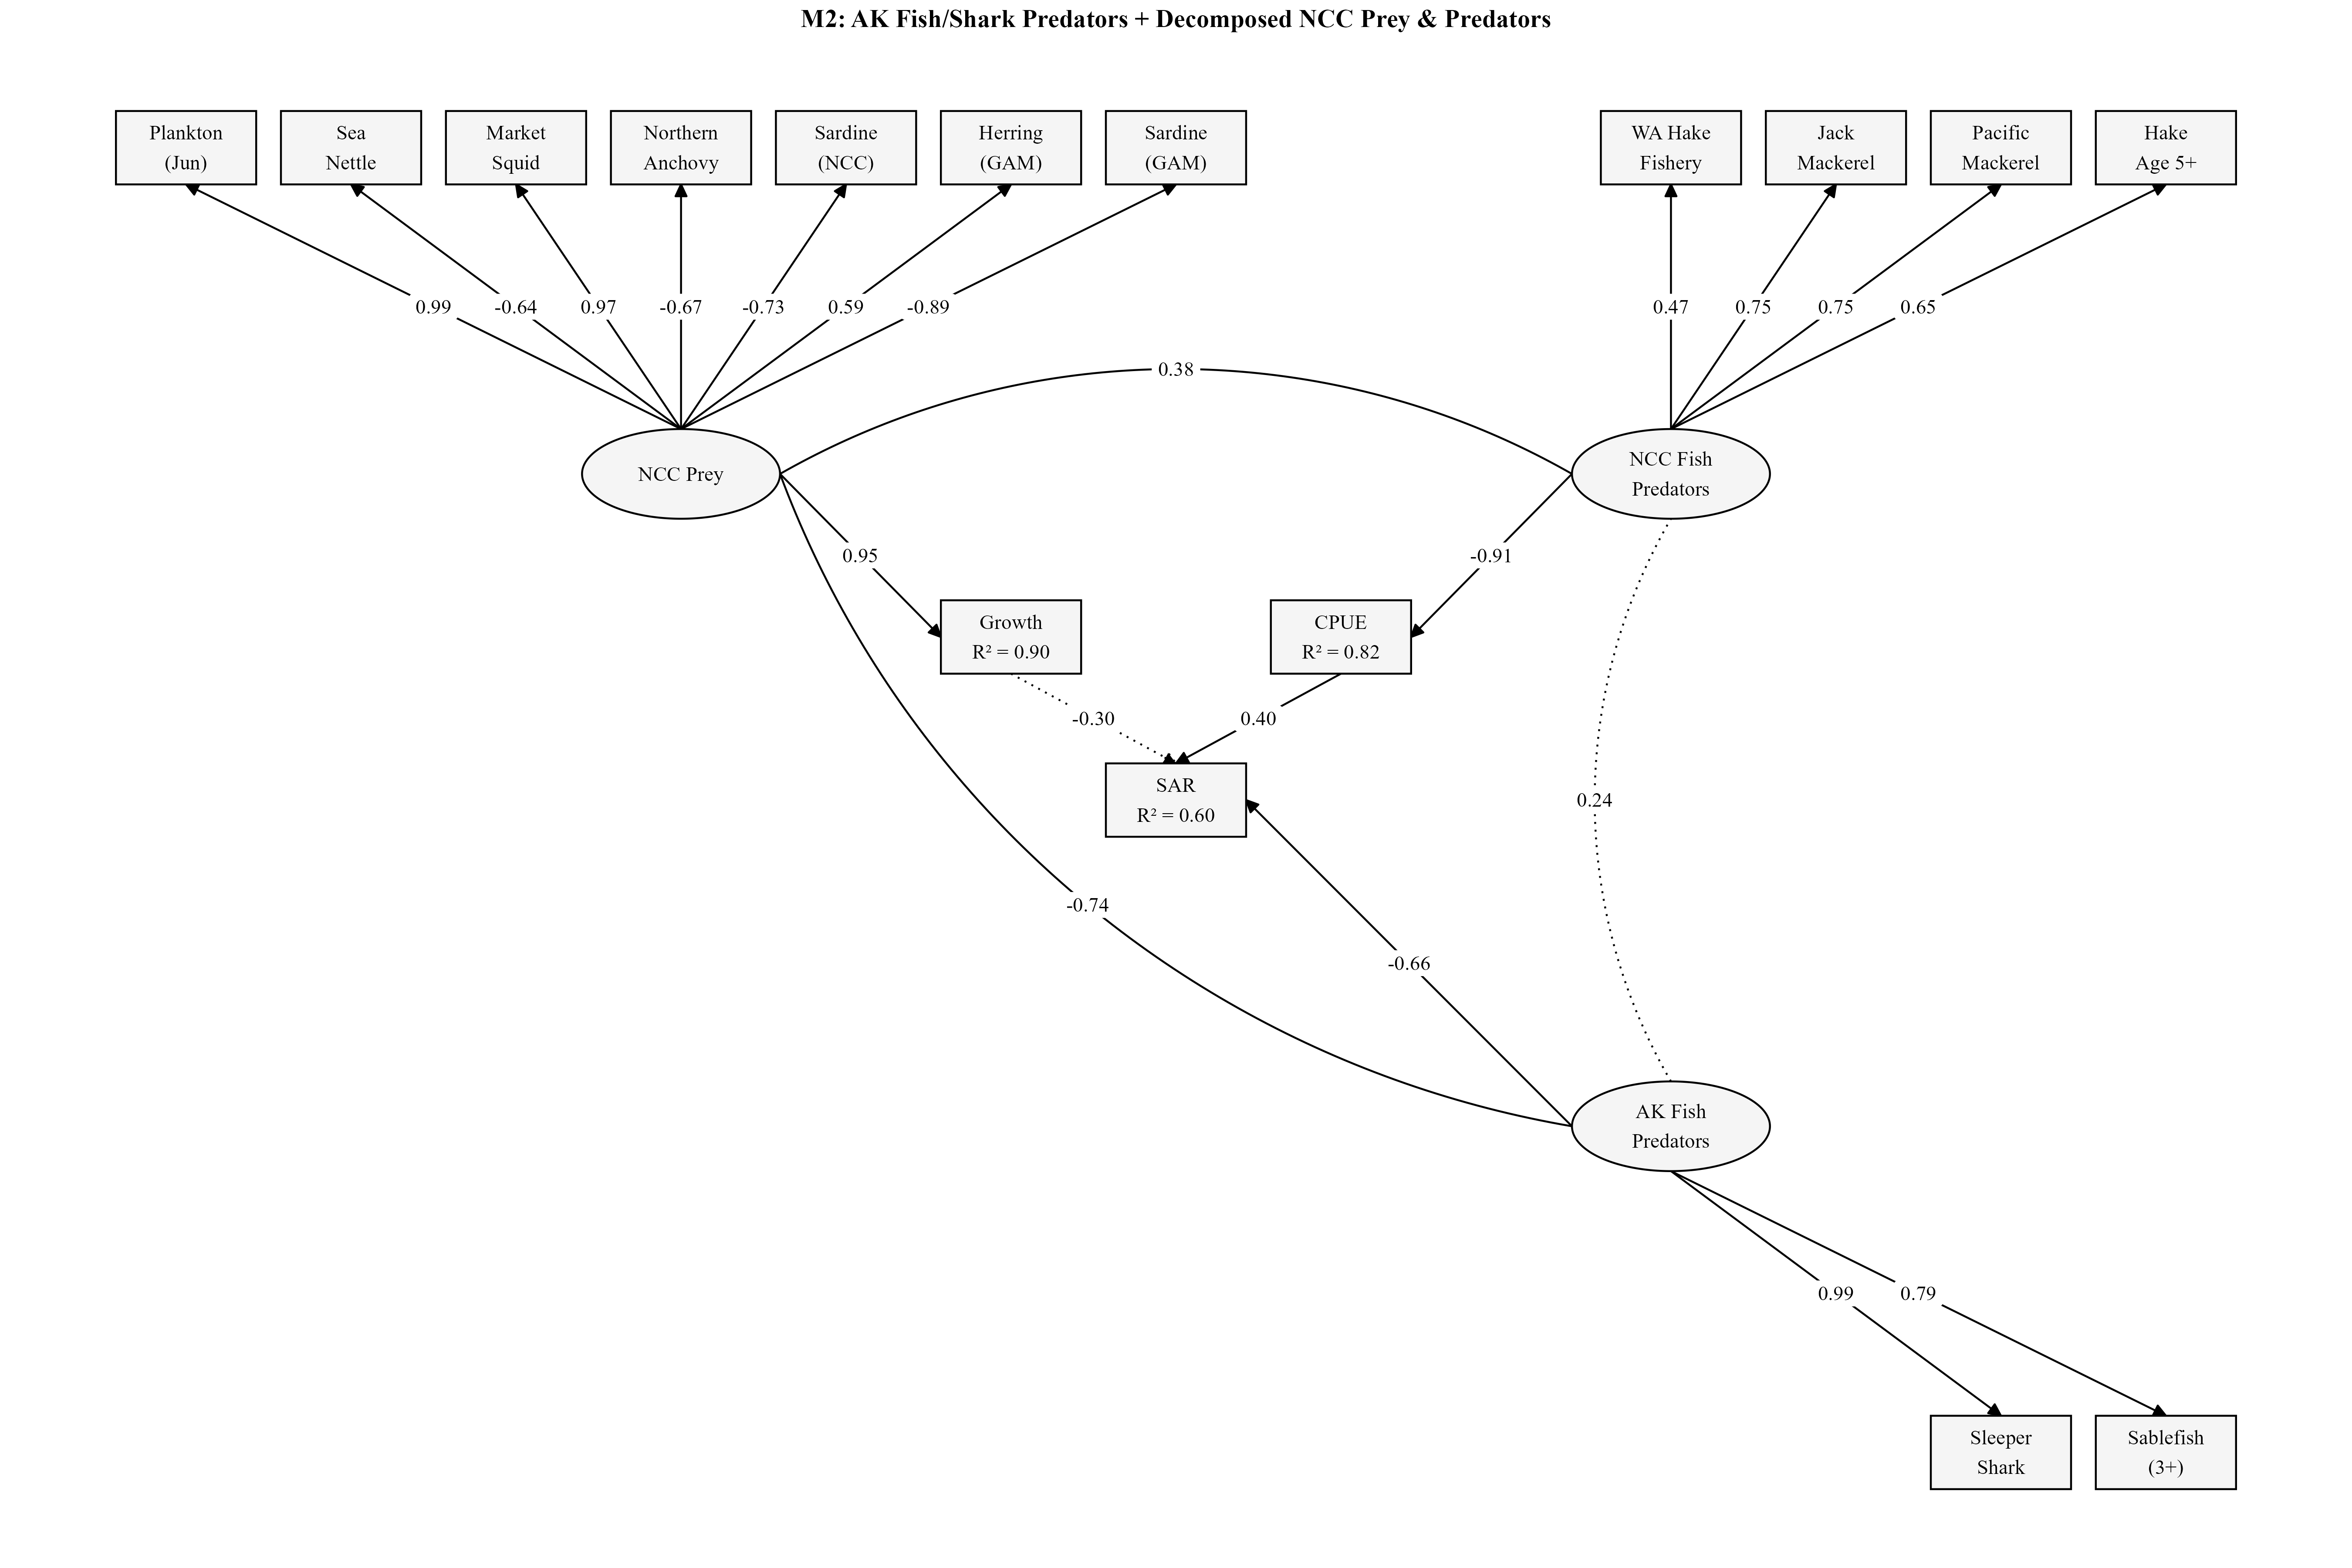 M2: AK Fish/Shark Predators + Decomposed NCC Prey & Predators
Plankton
(Jun)
Sea
Nettle
Market
Squid
Northern
Anchovy
Sardine
(NCC)
Herring
(GAM)
Sardine
(GAM)
WA Hake
Fishery
Jack
Mackerel
Pacific
Mackerel
Hake
Age 5+
0.99
-0.64
0.97
-0.67
-0.73
0.59
-0.89
0.47
0.75
0.75
0.65
0.38
NCC Prey
NCC Fish
Predators
0.95
-0.91
Growth
R² = 0.90
CPUE
R² = 0.82
-0.30
0.40
SAR
R² = 0.60
0.24
-0.74
-0.66
AK Fish
Predators
0.99
0.79
Sleeper
Shark
Sablefish
(3+)